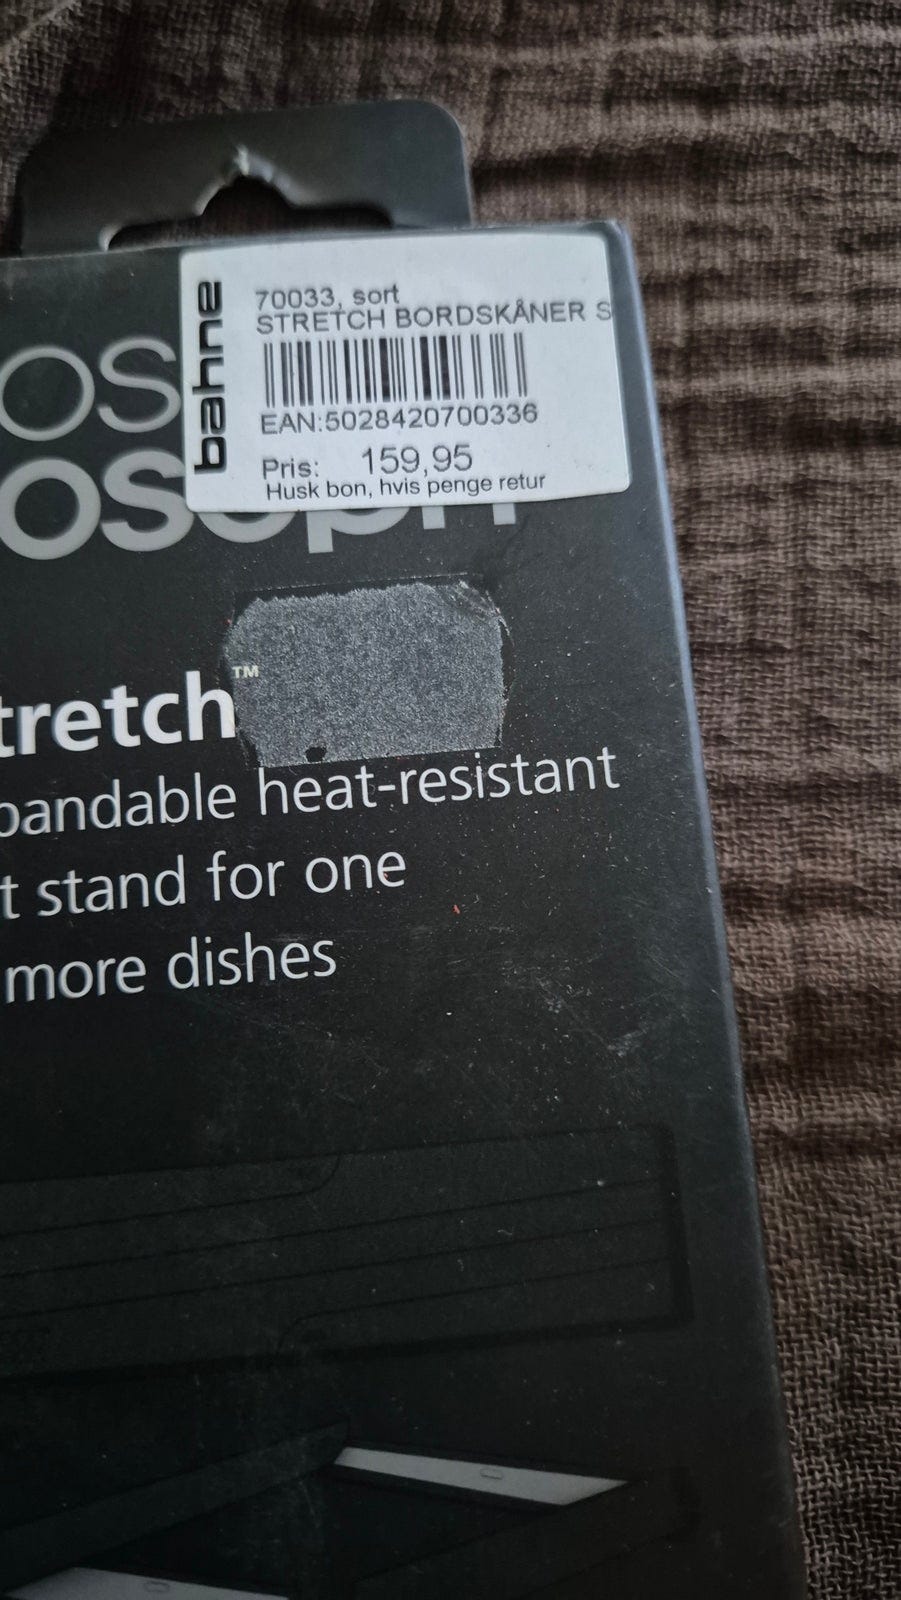 bahne
70033, sort
STRETCH BORDSKÅNER S
EAN:5028420700336
Pris: 159,95
Husk bon, hvis penge retur
os
oseph
tretch™
pandable heat-resistant
t stand for one
more dishes